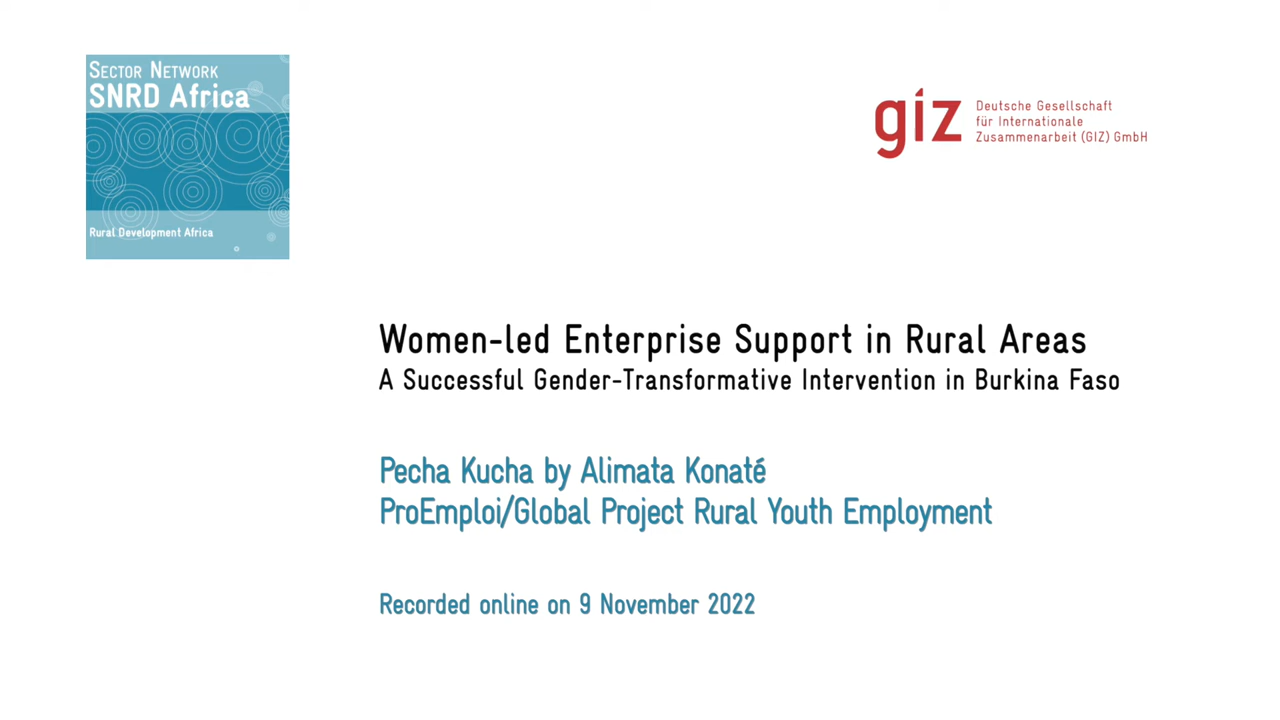 SECTOR NETWORK
SNRD Africa
Rural Development Africa
giz
Deutsche Gesellschaft
für Internationale
Zusammenarbeit (GIZ) GmbH
Women-led Enterprise Support in Rural Areas
A Successful Gender-Transformative Intervention in Burkina Faso
Pecha Kucha by Alimata Konaté
ProEmploi/Global Project Rural Youth Employment
Recorded online on 9 November 2022